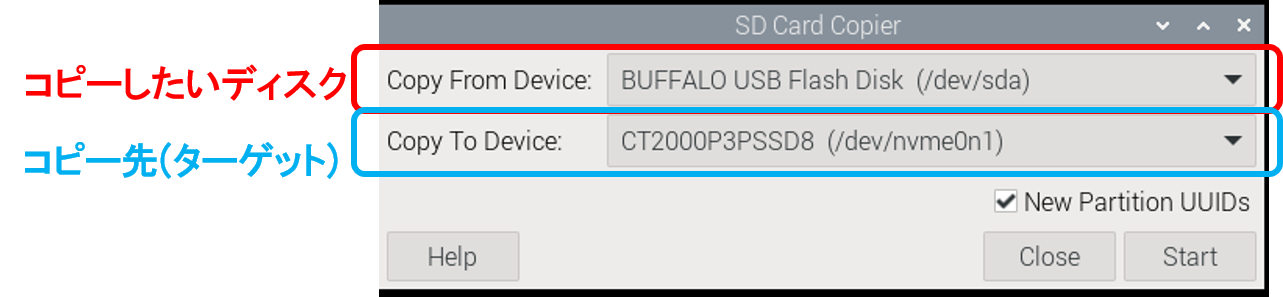 SD Card Copier
コピーしたいディスク
Copy From Device: BUFFALO USB Flash Disk (/dev/sda)
コピー先(ターゲット)
Copy To Device: CT2000P3PSSD8 (/dev/nvme0n1)
New Partition UUIDs
Help Close Start